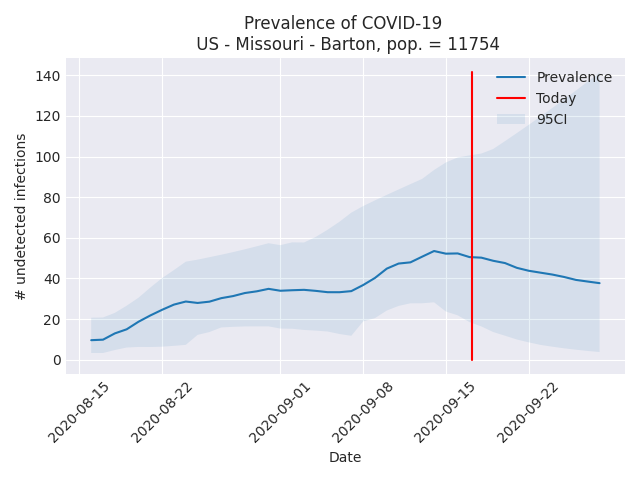 Prevalence of COVID-19
US - Missouri - Barton, pop. = 11754
140
120
100
80
60
40
20
0
# undetected infections
Prevalence
Today
95CI
2020-08-15
2020-08-22
2020-09-01
2020-09-08
2020-09-15
2020-09-22
Date